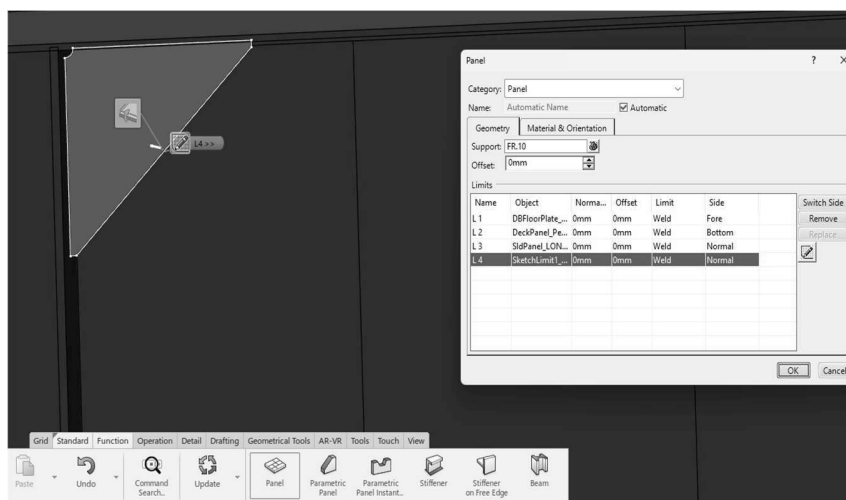 Panel ? X
Category: Panel
Name: Automatic Name Automatic
Geometry Material & Orientation
Support: FR.10
Offset: 0mm
Limits
Name Object Norma... Offset Limit Side
L 1 DBFloorPlate_... 0mm 0mm Weld Fore
L 2 DeckPanel_Pe... 0mm 0mm Weld Bottom
L 3 SldPanel_LON... 0mm 0mm Weld Normal
L 4 SketchLimit1_... 0mm 0mm Weld Normal
Switch Side
Remove
Replace
OK Cancel
L4 >>
Grid Standard Function Operation Detail Drafting Geometrical Tools AR-VR Tools Touch View
Paste Undo Command Search... Update Panel Parametric Panel Parametric Panel Instant... Stiffener Stiffener on Free Edge Beam